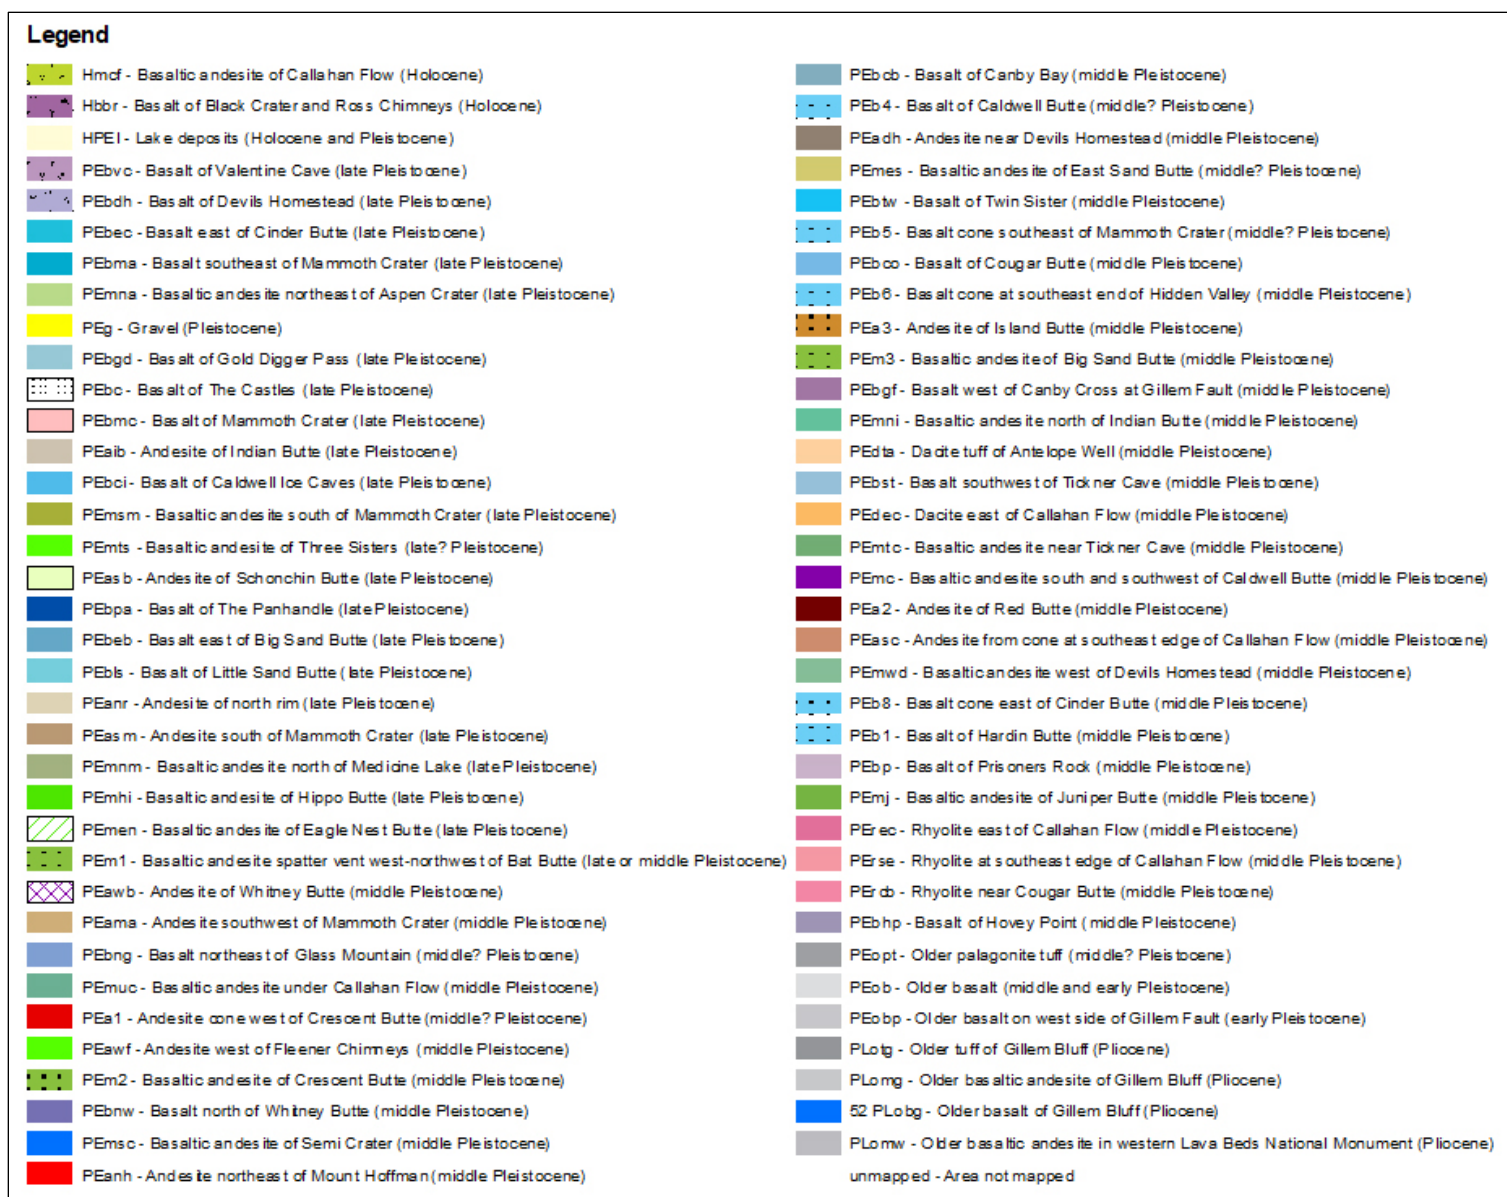 Legend
Hmcf - Basaltic andesite of Callahan Flow (Holocene)
Hbbr - Basalt of Black Crater and Ross Chimneys (Holocene)
HPEl - Lake deposits (Holocene and Pleistocene)
PEbvc - Basalt of Valentine Cave (late Pleistocene)
PEbdh - Basalt of Devils Homestead (late Pleistocene)
PEbec - Basalt east of Cinder Butte (late Pleistocene)
PEbma - Basalt southeast of Mammoth Crater (late Pleistocene)
PEmna - Basaltic andesite northeast of Aspen Crater (late Pleistocene)
PEg - Gravel (Pleistocene)
PEbgd - Basalt of Gold Digger Pass (late Pleistocene)
PEbc - Basalt of The Castles (late Pleistocene)
PEbmc - Basalt of Mammoth Crater (late Pleistocene)
PEaib - Andesite of Indian Butte (late Pleistocene)
PEbci - Basalt of Caldwell Ice Caves (late Pleistocene)
PEmsm - Basaltic andesite south of Mammoth Crater (late Pleistocene)
PEmts - Basaltic andesite of Three Sisters (late? Pleistocene)
PEasb - Andesite of Schonchin Butte (late Pleistocene)
PEbpa - Basalt of The Panhandle (late Pleistocene)
PEbeb - Basalt east of Big Sand Butte (late Pleistocene)
PEbls - Basalt of Little Sand Butte (late Pleistocene)
PEanr - Andesite of north rim (late Pleistocene)
PEasm - Andesite south of Mammoth Crater (late Pleistocene)
PEmnm - Basaltic andesite north of Medicine Lake (late Pleistocene)
PEmhi - Basaltic andesite of Hippo Butte (late Pleistocene)
PEmen - Basaltic andesite of Eagle Nest Butte (late Pleistocene)
PEm1 - Basaltic andesite spatter vent west-northwest of Bat Butte (late or middle Pleistocene)
PEawb - Andesite of Whitney Butte (middle Pleistocene)
PEama - Andesite southwest of Mammoth Crater (middle Pleistocene)
PEbng - Basalt northeast of Glass Mountain (middle? Pleistocene)
PEmuc - Basaltic andesite under Callahan Flow (middle Pleistocene)
PEa1 - Andesite cone west of Crescent Butte (middle? Pleistocene)
PEawf - Andesite west of Fleener Chimneys (middle Pleistocene)
PEm2 - Basaltic andesite of Crescent Butte (middle Pleistocene)
PEbnw - Basalt north of Whitney Butte (middle Pleistocene)
PEmsc - Basaltic andesite of Semi Crater (middle Pleistocene)
PEanh - Andesite northeast of Mount Hoffman (middle Pleistocene)
PEbcb - Basalt of Canby Bay (middle Pleistocene)
PEb4 - Basalt of Caldwell Butte (middle? Pleistocene)
PEadh - Andesite near Devils Homestead (middle Pleistocene)
PEmes - Basaltic andesite of East Sand Butte (middle? Pleistocene)
PEbtw - Basalt of Twin Sister (middle Pleistocene)
PEb5 - Basalt cone southeast of Mammoth Crater (middle? Pleistocene)
PEbco - Basalt of Cougar Butte (middle Pleistocene)
PEb6 - Basalt cone at southeast end of Hidden Valley (middle Pleistocene)
PEa3 - Andesite of Island Butte (middle Pleistocene)
PEm3 - Basaltic andesite of Big Sand Butte (middle Pleistocene)
PEbgf - Basalt west of Canby Cross at Gillem Fault (middle Pleistocene)
PEmni - Basaltic andesite north of Indian Butte (middle Pleistocene)
PEdta - Dacite tuff of Antelope Well (middle Pleistocene)
PEbst - Basalt southwest of Tickner Cave (middle Pleistocene)
PEdec - Dacite east of Callahan Flow (middle Pleistocene)
PEmtc - Basaltic andesite near Tickner Cave (middle Pleistocene)
PEmc - Basaltic andesite south and southwest of Caldwell Butte (middle Pleistocene)
PEa2 - Andesite of Red Butte (middle Pleistocene)
PEasc - Andesite from cone at southeast edge of Callahan Flow (middle Pleistocene)
PEmwd - Basaltic andesite west of Devils Homestead (middle Pleistocene)
PEb8 - Basalt cone east of Cinder Butte (middle Pleistocene)
PEb1 - Basalt of Hardin Butte (middle Pleistocene)
PEbp - Basalt of Prisoners Rock (middle Pleistocene)
PEmj - Basaltic andesite of Juniper Butte (middle Pleistocene)
PErec - Rhyolite east of Callahan Flow (middle Pleistocene)
PErse - Rhyolite at southeast edge of Callahan Flow (middle Pleistocene)
PErcb - Rhyolite near Cougar Butte (middle Pleistocene)
PEbhp - Basalt of Hovey Point (middle Pleistocene)
PEopt - Older palagonite tuff (middle? Pleistocene)
PEob - Older basalt (middle and early Pleistocene)
PEobp - Older basalt on west side of Gillem Fault (early Pleistocene)
PLotg - Older tuff of Gillem Bluff (Pliocene)
PLomg - Older basaltic andesite of Gillem Bluff (Pliocene)
52 PLobg - Older basalt of Gillem Bluff (Pliocene)
PLomw - Older basaltic andesite in western Lava Beds National Monument (Pliocene)
unmapped - Area not mapped